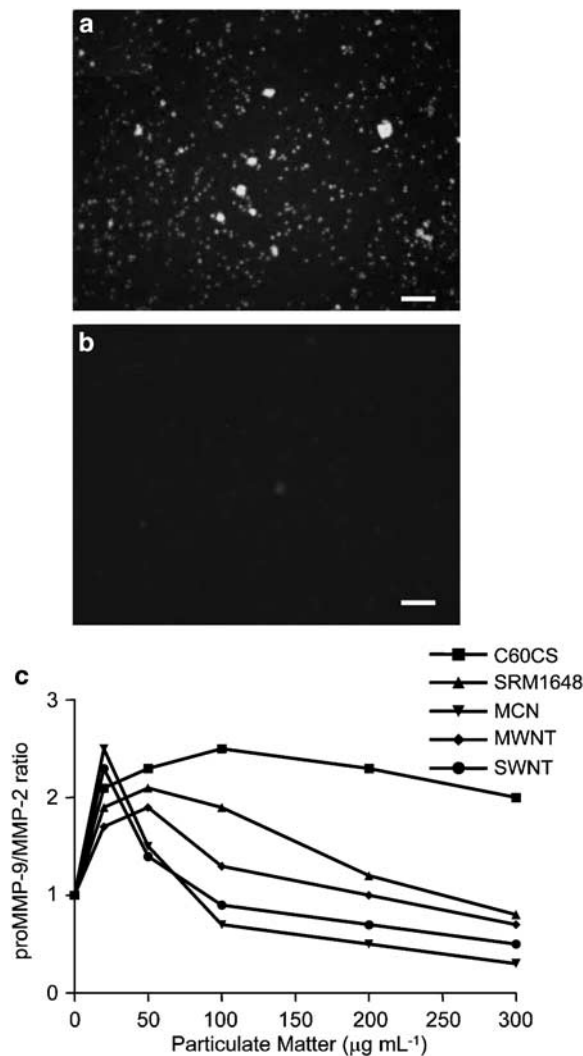 a
b
c
C60CS
SRM1648
MCN
MWNT
SWNT
proMMP-9/MMP-2 ratio
3
2
1
0
0 50 100 150 200 250 300
Particulate Matter (µg mL⁻¹)